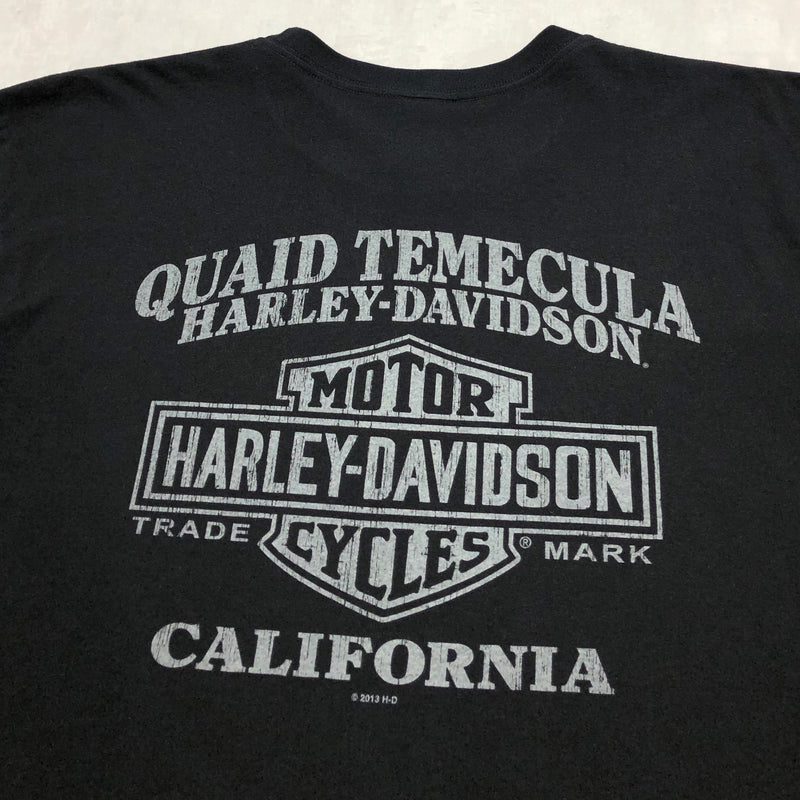 QUAID TEMECULA
HARLEY-DAVIDSON®
MOTOR
HARLEY-DAVIDSON
TRADE CYCLES ® MARK
CALIFORNIA
© 2013 H-D